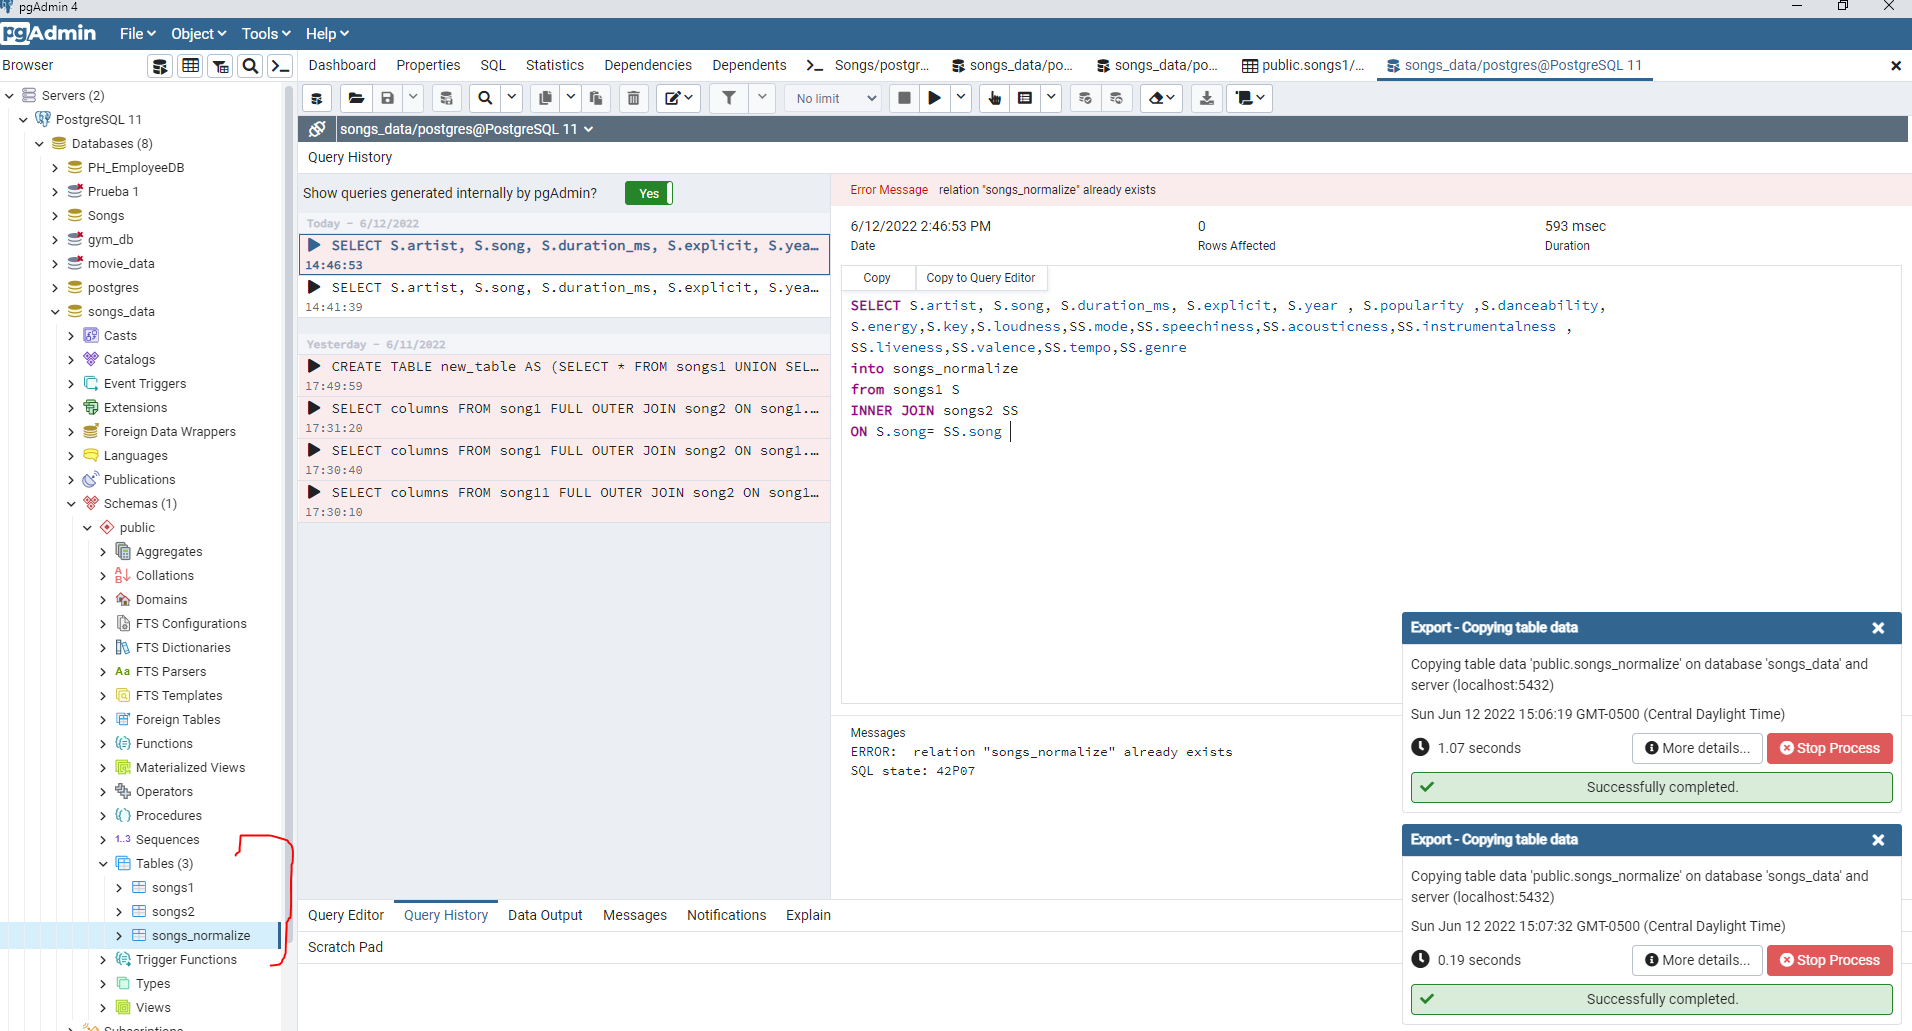 pgAdmin 4
pgAdmin File Object Tools Help
Browser
Dashboard Properties SQL Statistics Dependencies Dependents Songs/postgr... songs_data/po... songs_data/po... public.songs1/... songs_data/postgres@PostgreSQL 11
No limit
songs_data/postgres@PostgreSQL 11
Servers (2)
PostgreSQL 11
Databases (8)
PH_EmployeeDB
Prueba 1
Songs
gym_db
movie_data
postgres
songs_data
Casts
Catalogs
Event Triggers
Extensions
Foreign Data Wrappers
Languages
Publications
Schemas (1)
public
Aggregates
Collations
Domains
FTS Configurations
FTS Dictionaries
Aa FTS Parsers
FTS Templates
Foreign Tables
Functions
Materialized Views
Operators
Procedures
1..3 Sequences
Tables (3)
songs1
songs2
songs_normalize
Trigger Functions
Types
Views
Subscriptions
Query History
Show queries generated internally by pgAdmin? Yes
Today - 6/12/2022
SELECT S.artist, S.song, S.duration_ms, S.explicit, S.yea...
14:46:53
SELECT S.artist, S.song, S.duration_ms, S.explicit, S.yea...
14:41:39
Yesterday - 6/11/2022
CREATE TABLE new_table AS (SELECT * FROM songs1 UNION SEL...
17:49:59
SELECT columns FROM song1 FULL OUTER JOIN song2 ON song1....
17:31:20
SELECT columns FROM song1 FULL OUTER JOIN song2 ON song1....
17:30:40
SELECT columns FROM song11 FULL OUTER JOIN song2 ON song1...
17:30:10
Error Message relation "songs_normalize" already exists
6/12/2022 2:46:53 PM 0 593 msec
Date Rows Affected Duration
Copy Copy to Query Editor
SELECT S.artist, S.song, S.duration_ms, S.explicit, S.year , S.popularity ,S.danceability,
S.energy,S.key,S.loudness,SS.mode,SS.speechiness,SS.acousticness,SS.instrumentalness ,
SS.liveness,SS.valence,SS.tempo,SS.genre
into songs_normalize
from songs1 S
INNER JOIN songs2 SS
ON S.song= SS.song
Messages
ERROR: relation "songs_normalize" already exists
SQL state: 42P07
Query Editor Query History Data Output Messages Notifications Explain
Scratch Pad
Export - Copying table data
Copying table data 'public.songs_normalize' on database 'songs_data' and
server (localhost:5432)
Sun Jun 12 2022 15:06:19 GMT-0500 (Central Daylight Time)
1.07 seconds More details... Stop Process
Successfully completed.
Export - Copying table data
Copying table data 'public.songs_normalize' on database 'songs_data' and
server (localhost:5432)
Sun Jun 12 2022 15:07:32 GMT-0500 (Central Daylight Time)
0.19 seconds More details... Stop Process
Successfully completed.